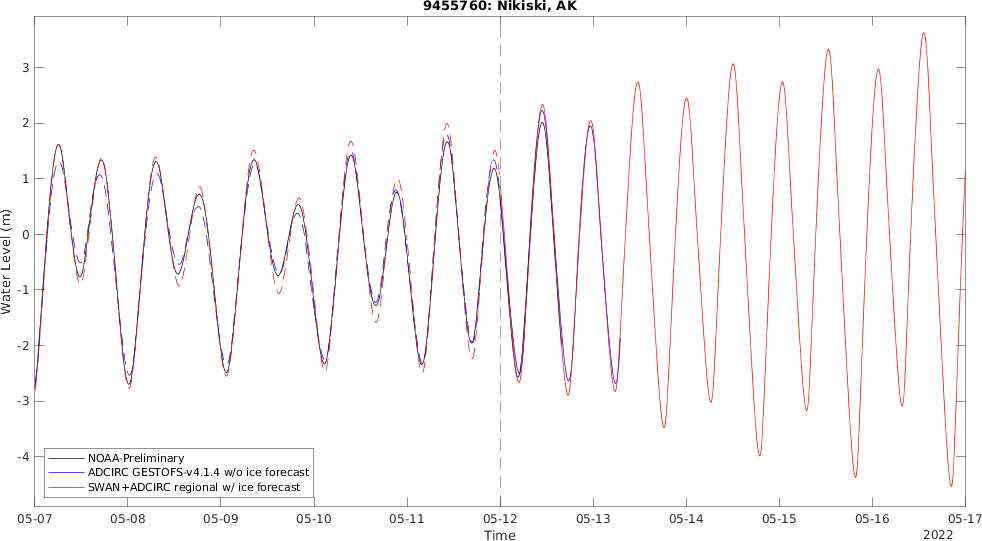 9455760: Nikiski, AK
Water Level (m)
3
2
1
0
-1
-2
-3
-4
NOAA-Preliminary
ADCIRC GESTOFS-v4.1.4 w/o ice forecast
SWAN+ADCIRC regional w/ ice forecast
05-07 05-08 05-09 05-10 05-11 05-12 05-13 05-14 05-15 05-16 05-17
Time
2022